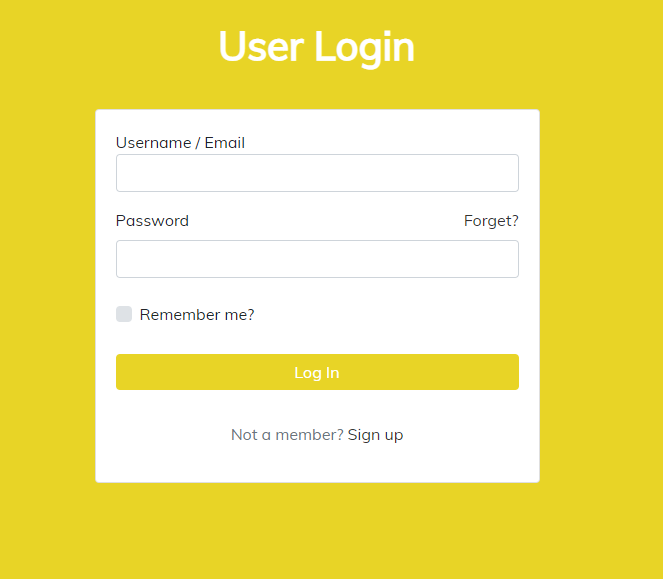 User Login
Username / Email
Password Forget?
Remember me?
Log In
Not a member? Sign up